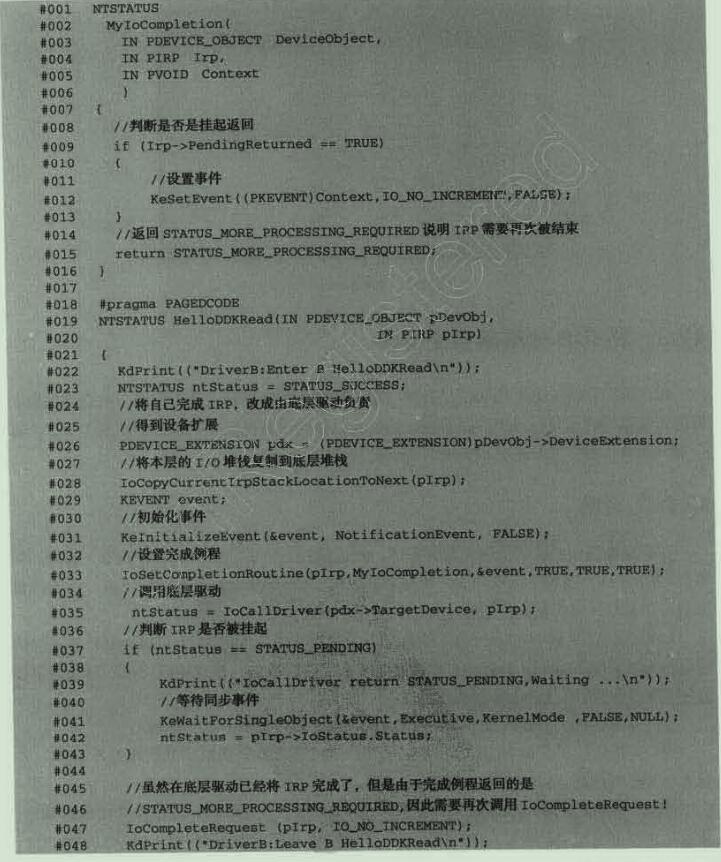 #001 NTSTATUS
#002 MyIoCompletion(
#003 IN PDEVICE_OBJECT DeviceObject,
#004 IN PIRP Irp,
#005 IN PVOID Context
#006 )
#007 {
#008 //判断是否是挂起返回
#009 if (Irp->PendingReturned == TRUE)
#010 {
#011 //设置事件
#012 KeSetEvent((PKEVENT)Context,IO_NO_INCREMENT,FALSE);
#013 }
#014 //返回 STATUS_MORE_PROCESSING_REQUIRED 说明 IRP 需要再次被结束
#015 return STATUS_MORE_PROCESSING_REQUIRED;
#016 }
#017
#018 #pragma PAGEDCODE
#019 NTSTATUS HelloDDKRead(IN PDEVICE_OBJECT pDevObj,
#020 IN PIRP pIrp)
#021 {
#022 KdPrint(("DriverB:Enter B HelloDDKRead\n"));
#023 NTSTATUS ntStatus = STATUS_SUCCESS;
#024 //将自己完成 IRP，改成由底层驱动负责
#025 //得到设备扩展
#026 PDEVICE_EXTENSION pdx = (PDEVICE_EXTENSION)pDevObj->DeviceExtension;
#027 //将本层的 I/O 堆栈复制到底层堆栈
#028 IoCopyCurrentIrpStackLocationToNext(pIrp);
#029 KEVENT event;
#030 //初始化事件
#031 KeInitializeEvent(&event, NotificationEvent, FALSE);
#032 //设置完成例程
#033 IoSetCompletionRoutine(pIrp,MyIoCompletion,&event,TRUE,TRUE,TRUE);
#034 //调用底层驱动
#035 ntStatus = IoCallDriver(pdx->TargetDevice, pIrp);
#036 //判断 IRP 是否被挂起
#037 if (ntStatus == STATUS_PENDING)
#038 {
#039 KdPrint(("IoCallDriver return STATUS_PENDING,Waiting ...\n"));
#040 //等待同步事件
#041 KeWaitForSingleObject(&event,Executive,KernelMode ,FALSE,NULL);
#042 ntStatus = pIrp->IoStatus.Status;
#043 }
#044
#045 //虽然在底层驱动已经将 IRP 完成了，但是由于完成例程返回的是
#046 //STATUS_MORE_PROCESSING_REQUIRED,因此需要再次调用 IoCompleteRequest!
#047 IoCompleteRequest (pIrp, IO_NO_INCREMENT);
#048 KdPrint(("DriverB:Leave B HelloDDKRead\n"));